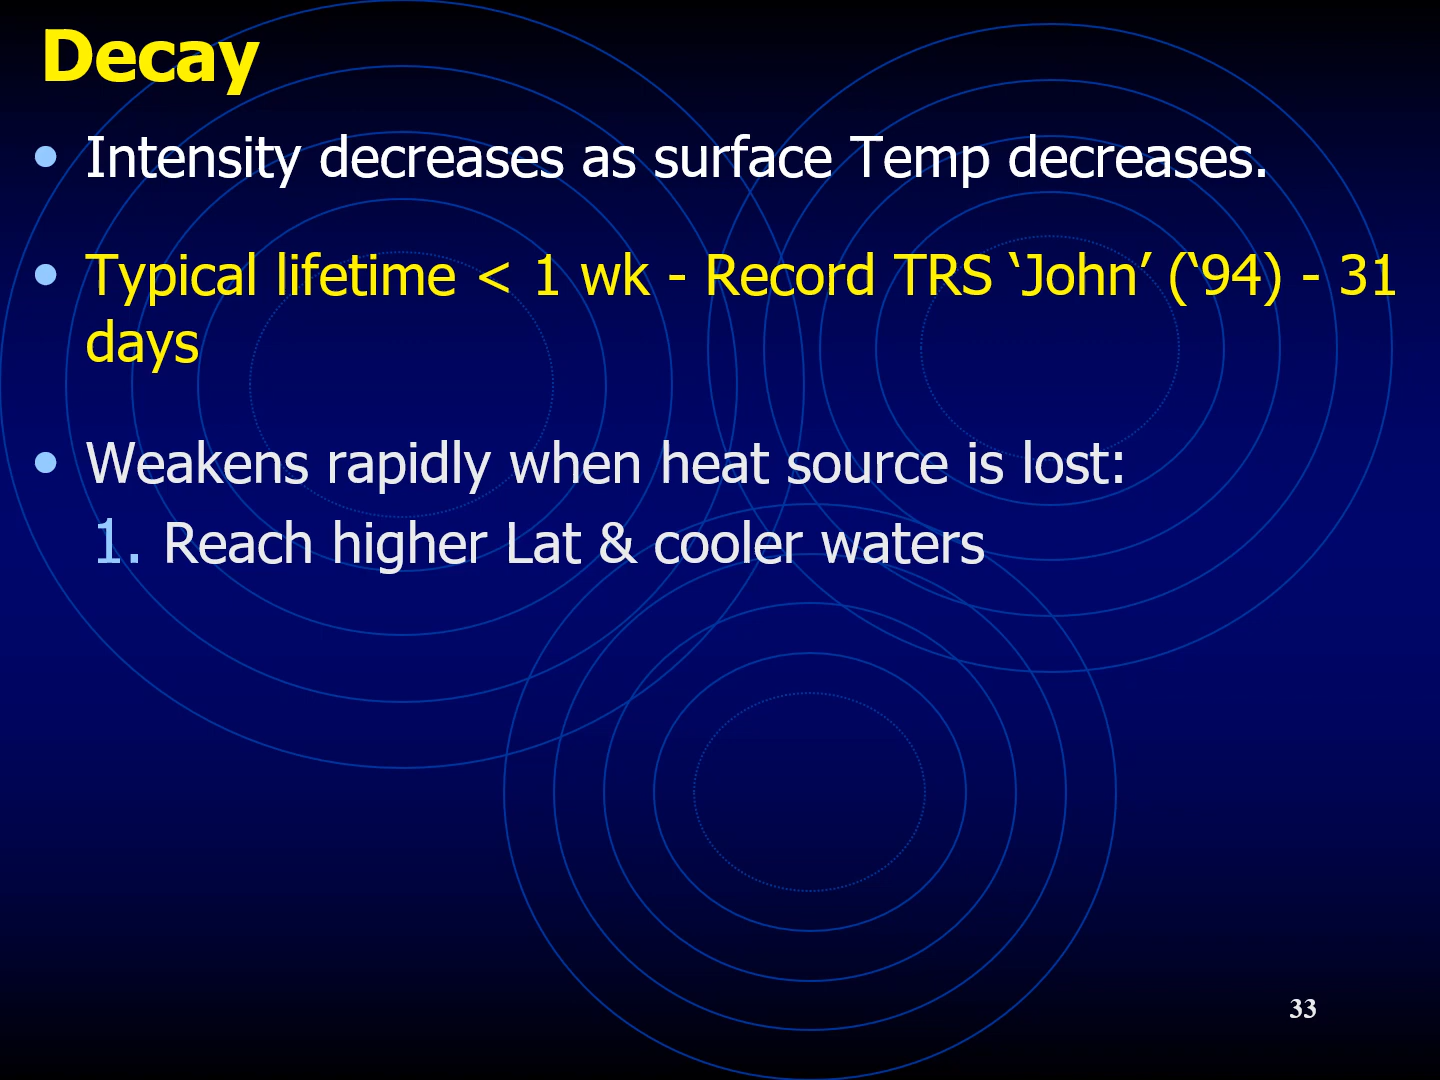 Decay
• Intensity decreases as surface Temp decreases.
• Typical lifetime < 1 wk - Record TRS ‘John’ (‘94) - 31
days
• Weakens rapidly when heat source is lost:
1. Reach higher Lat & cooler waters
33